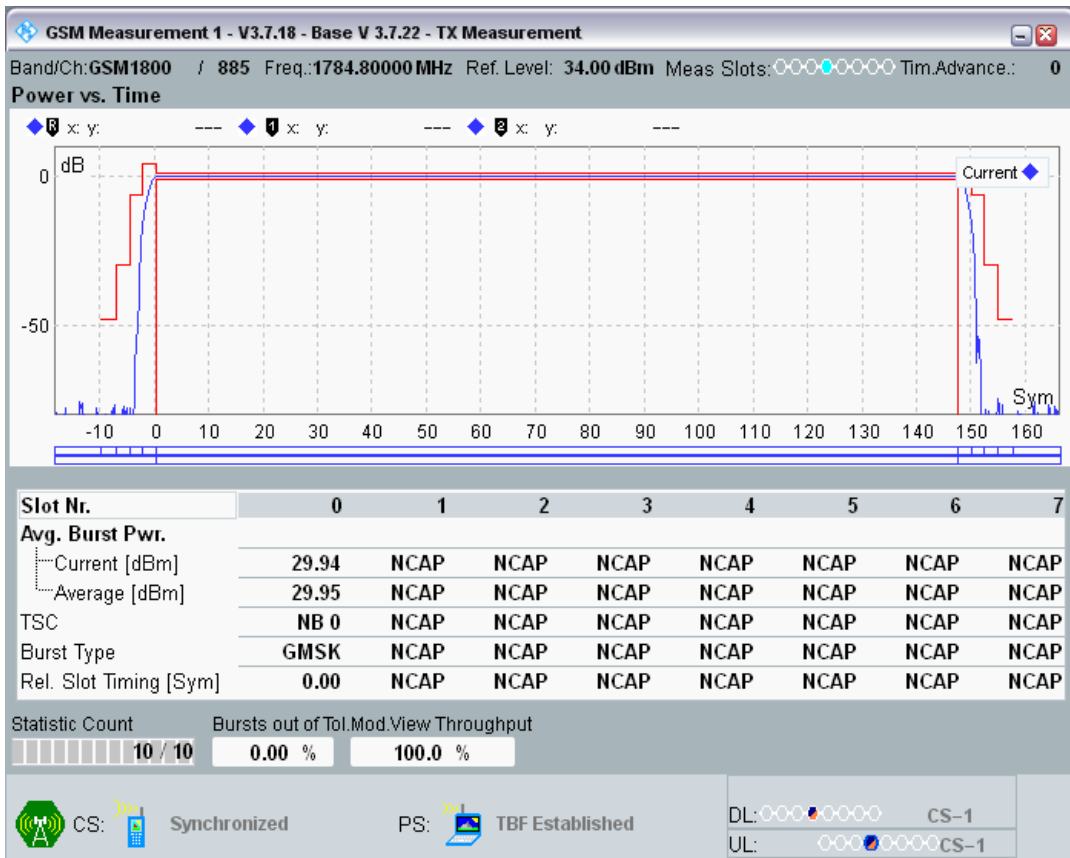 GSM Measurement 1 - V3.7.18 - Base V 3.7.22 - TX Measurement
Band/Ch:GSM1800 / 885 Freq.:1784.80000 MHz Ref. Level: 34.00 dBm Meas Slots: Tim.Advance.: 0
Power vs. Time
R x: y: --- 1 x: y: --- 2 x: y: ---
dB
Current
0
-50
Sym
-10 0 10 20 30 40 50 60 70 80 90 100 110 120 130 140 150 160
Slot Nr. 0 1 2 3 4 5 6 7
Avg. Burst Pwr.
Current [dBm] 29.94 NCAP NCAP NCAP NCAP NCAP NCAP NCAP
Average [dBm] 29.95 NCAP NCAP NCAP NCAP NCAP NCAP NCAP
TSC NB 0 NCAP NCAP NCAP NCAP NCAP NCAP NCAP
Burst Type GMSK NCAP NCAP NCAP NCAP NCAP NCAP NCAP
Rel. Slot Timing [Sym] 0.00 NCAP NCAP NCAP NCAP NCAP NCAP NCAP
Statistic Count Bursts out of Tol.Mod.View Throughput
10 / 10 0.00 % 100.0 %
CS: Synchronized PS: TBF Established
DL: CS-1
UL: CS-1